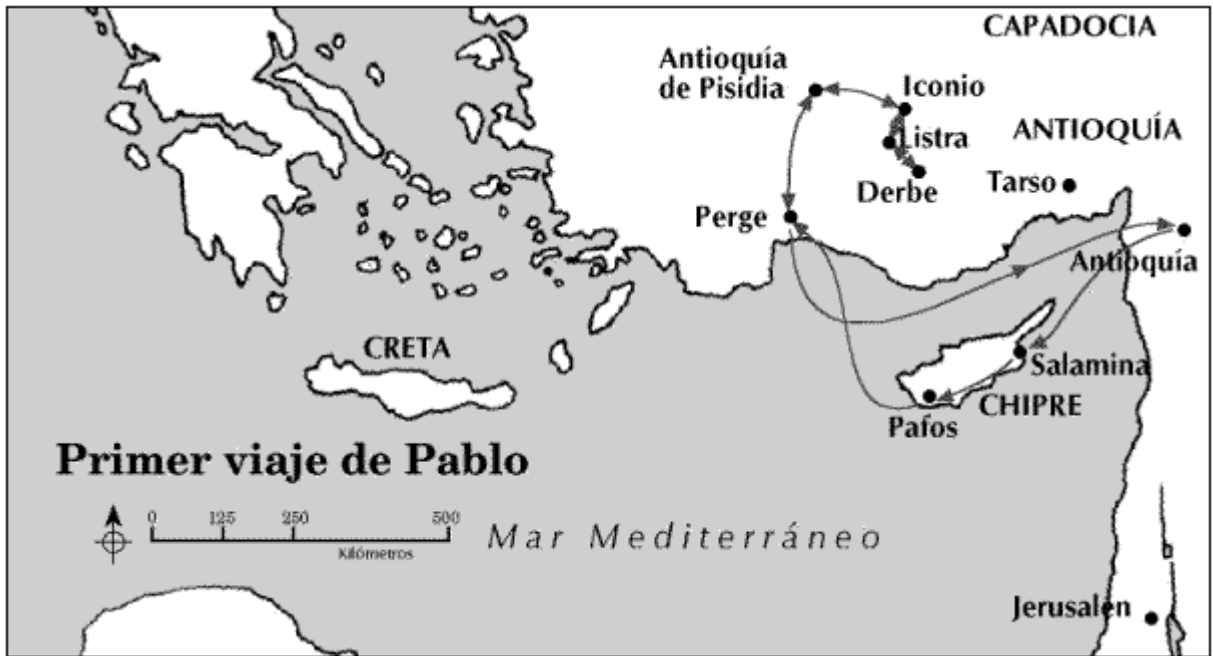 CAPADOCIA
Antioquía
de Pisidia
Iconio
ANTIOQUÍA
Listra
Derbe
Tarso
Perge
Antioquía
CRETA
Salamina
CHIPRE
Pafos
Primer viaje de Pablo
0 125 250 500
Kilómetros
Mar Mediterráneo
Jerusalén